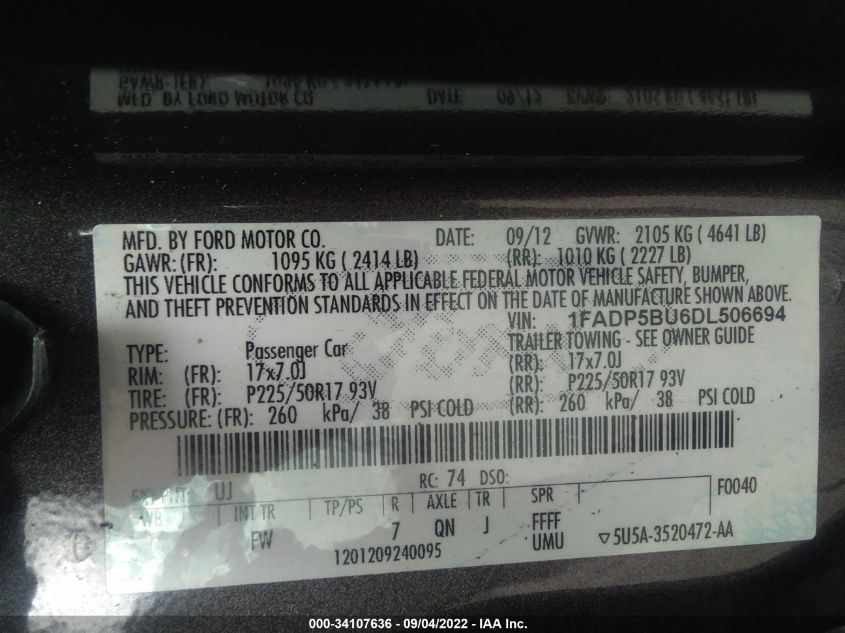 MFD. BY FORD MOTOR CO. DATE: 09/12 GVWR: 2105 KG ( 4641 LB)
GAWR: (FR): 1095 KG ( 2414 LB) (RR): 1010 KG ( 2227 LB)
THIS VEHICLE CONFORMS TO ALL APPLICABLE FEDERAL MOTOR VEHICLE SAFETY, BUMPER,
AND THEFT PREVENTION STANDARDS IN EFFECT ON THE DATE OF MANUFACTURE SHOWN ABOVE.
VIN: 1FADP5BU6DL506694
TRAILER TOWING - SEE OWNER GUIDE
TYPE: Passenger Car
RIM: (FR): 17x7.0J (RR): 17x7.0J
TIRE: (FR): P225/50R17 93V (RR): P225/50R17 93V
PRESSURE: (FR): 260 kPa/ 38 PSI COLD (RR): 260 kPa/ 38 PSI COLD
RC: 74 DSO:
EXT PNT: UJ F0040
WB INT TR TP/PS R AXLE TR SPR
FW 7 QN J FFFF
UMU
1201209240095 ▽5U5A-3520472-AA
000-34107636 - 09/04/2022 - IAA Inc.